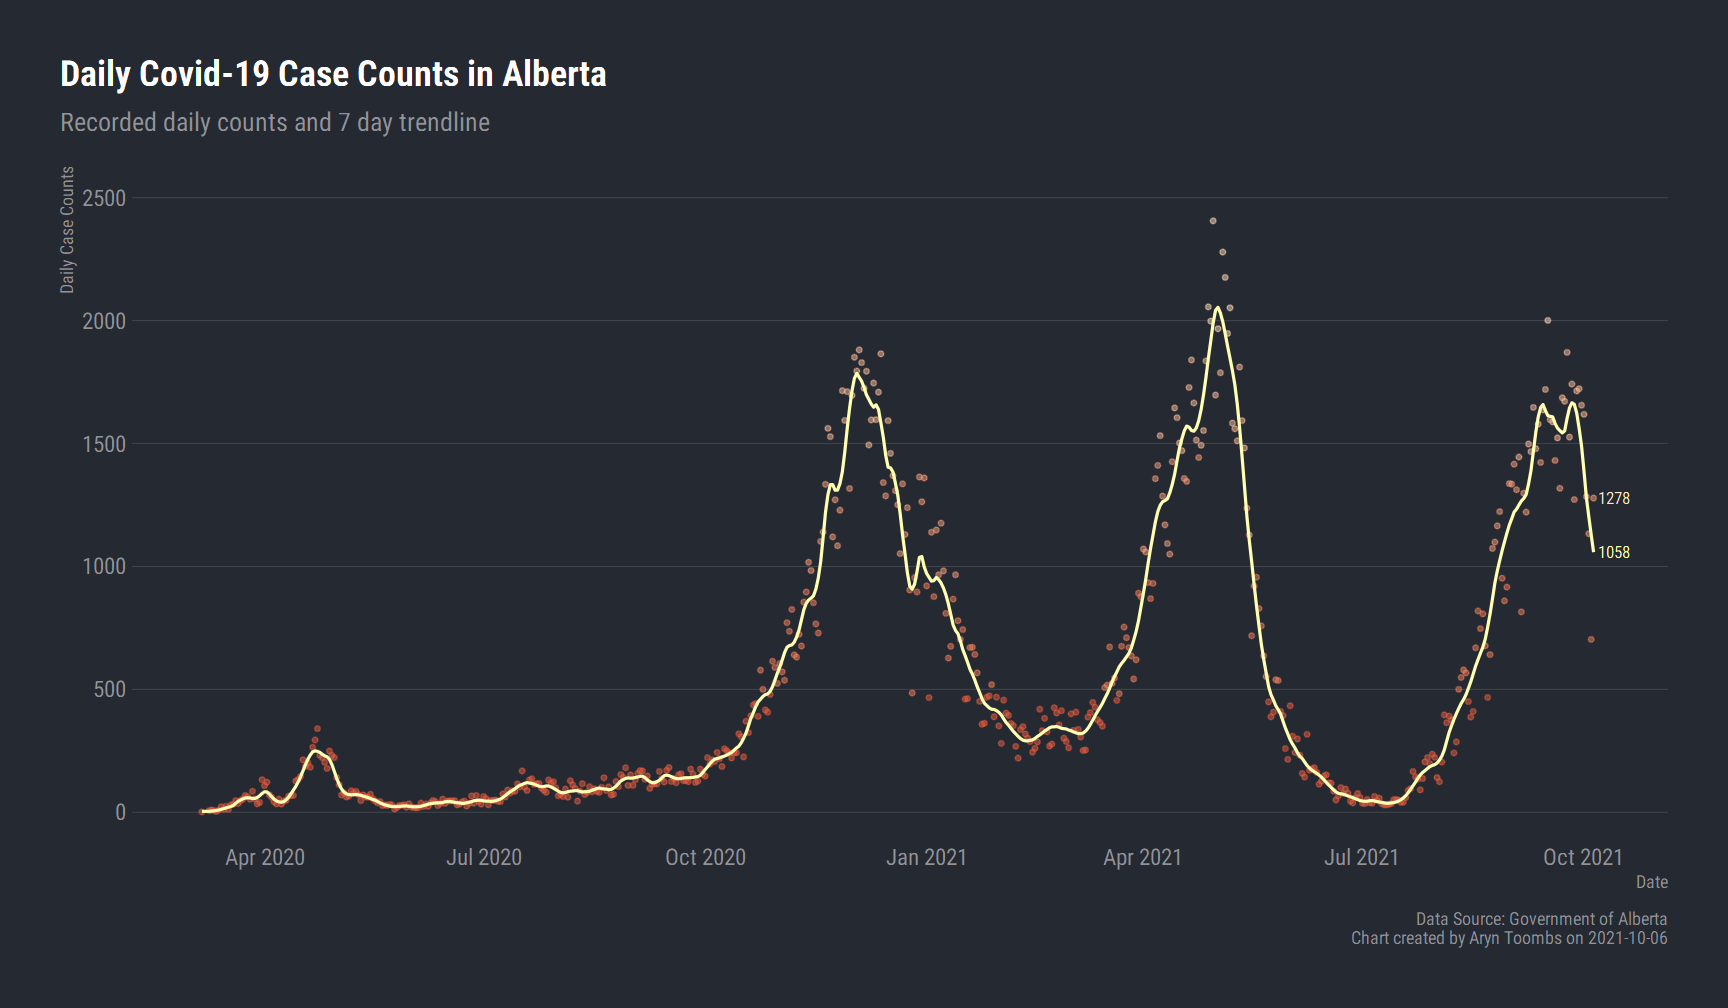 Daily Covid-19 Case Counts in Alberta
Recorded daily counts and 7 day trendline
Daily Case Counts
2500
2000
1500
1000
500
0
1278
1058
Apr 2020
Jul 2020
Oct 2020
Jan 2021
Apr 2021
Jul 2021
Oct 2021
Date
Data Source: Government of Alberta
Chart created by Aryn Toombs on 2021-10-06